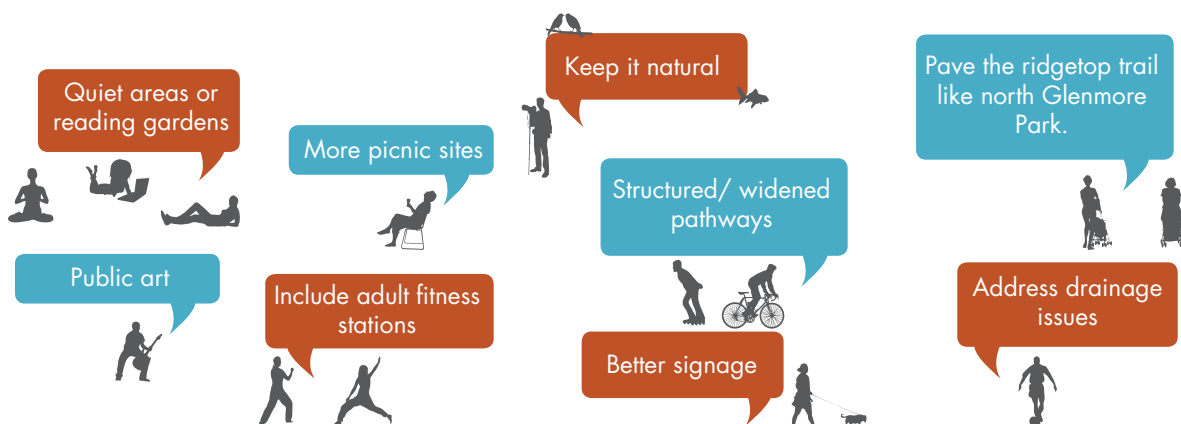 Quiet areas or
reading gardens
More picnic sites
Keep it natural
Pave the ridgetop trail
like north Glenmore
Park.
Structured/ widened
pathways
Public art
Include adult fitness
stations
Better signage
Address drainage
issues